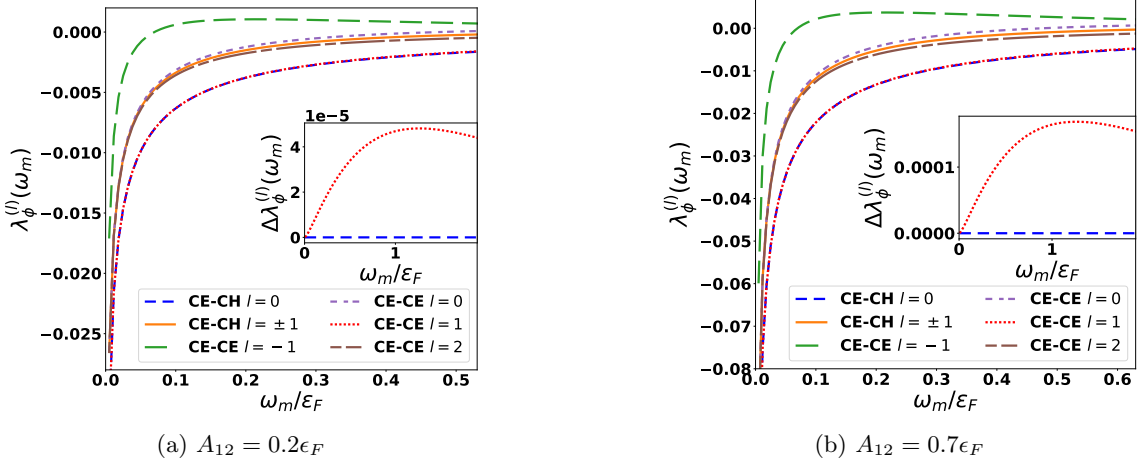 0.000
−0.005
−0.010
−0.015
−0.020
−0.025
λ_ϕ^(l)(ω_m)
0.0 0.1 0.2 0.3 0.4 0.5
ω_m/ε_F
1e−5
4
2
0
Δλ_ϕ^(l)(ω_m)
0 1
ω_m/ε_F
CE-CH l = 0
CE-CH l = ±1
CE-CE l = −1
CE-CE l = 0
CE-CE l = 1
CE-CE l = 2
(a) A_12 = 0.2ϵ_F
0.00
−0.01
−0.02
−0.03
−0.04
−0.05
−0.06
−0.07
−0.08
λ_ϕ^(l)(ω_m)
0.0 0.1 0.2 0.3 0.4 0.5 0.6
ω_m/ε_F
0.0001
0.0000
Δλ_ϕ^(l)(ω_m)
0 1
ω_m/ε_F
CE-CH l = 0
CE-CH l = ±1
CE-CE l = −1
CE-CE l = 0
CE-CE l = 1
CE-CE l = 2
(b) A_12 = 0.7ϵ_F